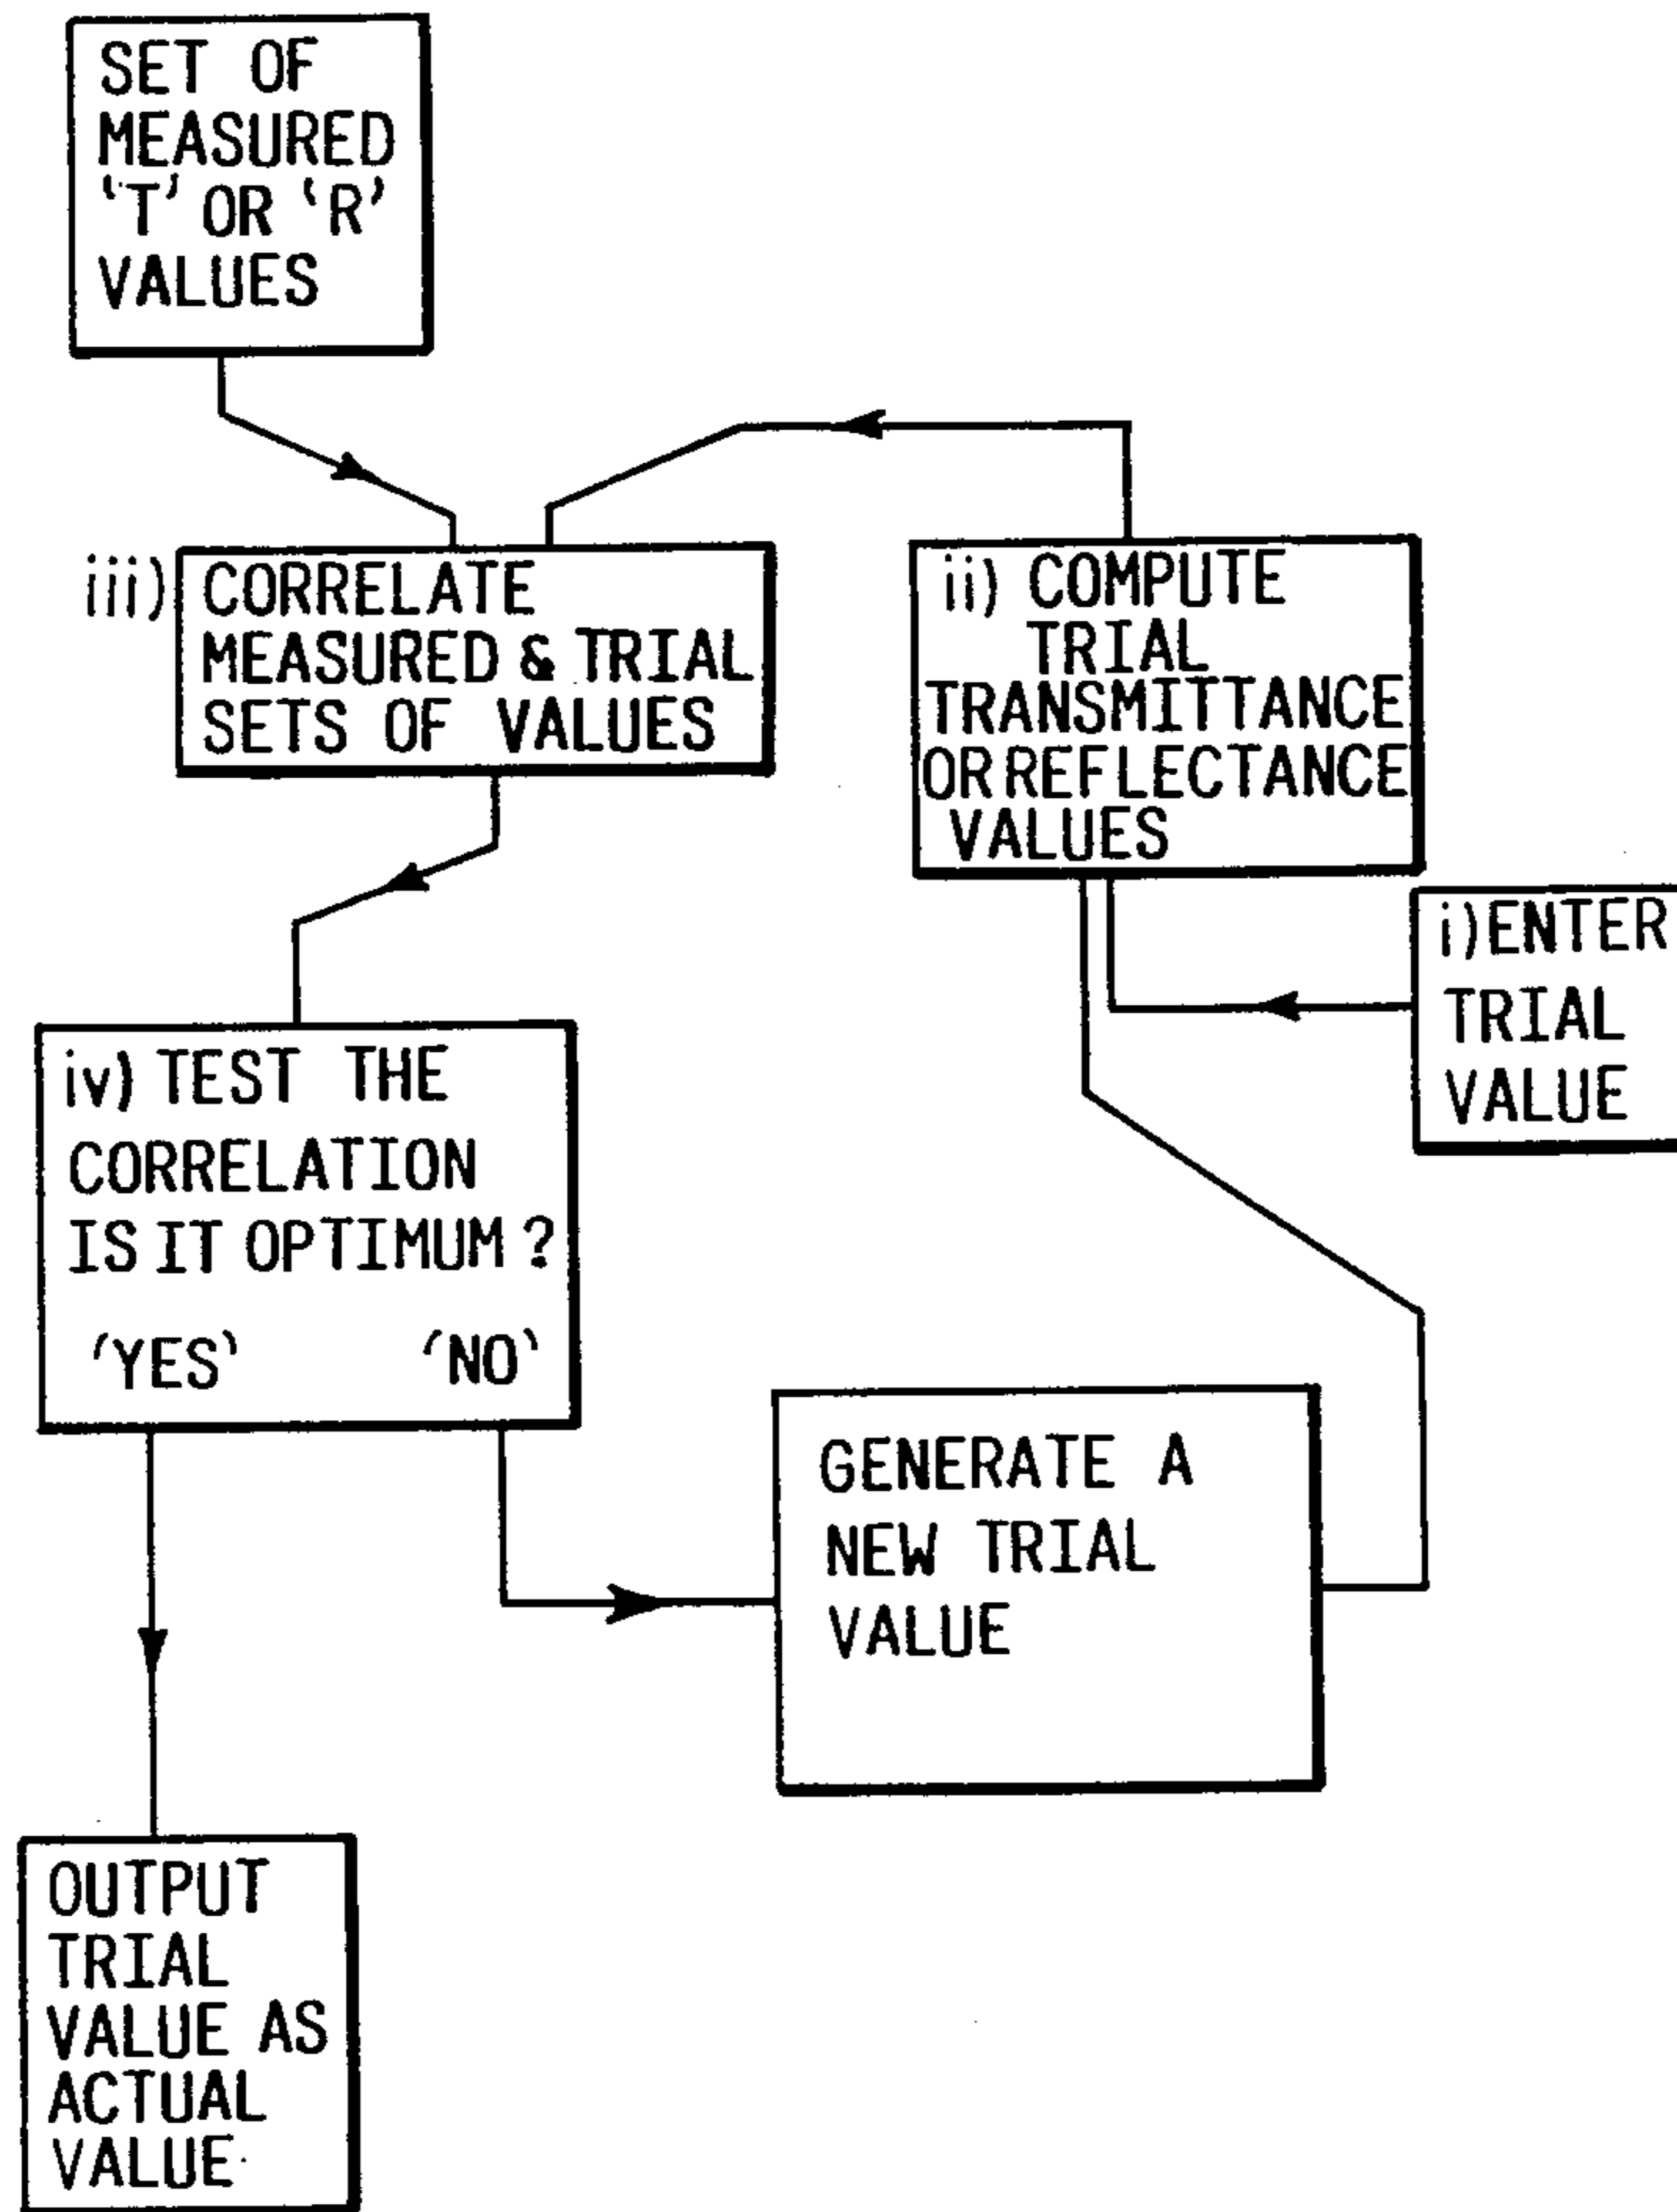 SET OF
MEASURED
'T' OR 'R'
VALUES
iii) CORRELATE
MEASURED & TRIAL
SETS OF VALUES
ii) COMPUTE
TRIAL
TRANSMITTANCE
OR REFLECTANCE
VALUES
i) ENTER
TRIAL
VALUE
iv) TEST THE
CORRELATION
IS IT OPTIMUM ?
'YES' 'NO'
GENERATE A
NEW TRIAL
VALUE
OUTPUT
TRIAL
VALUE AS
ACTUAL
VALUE